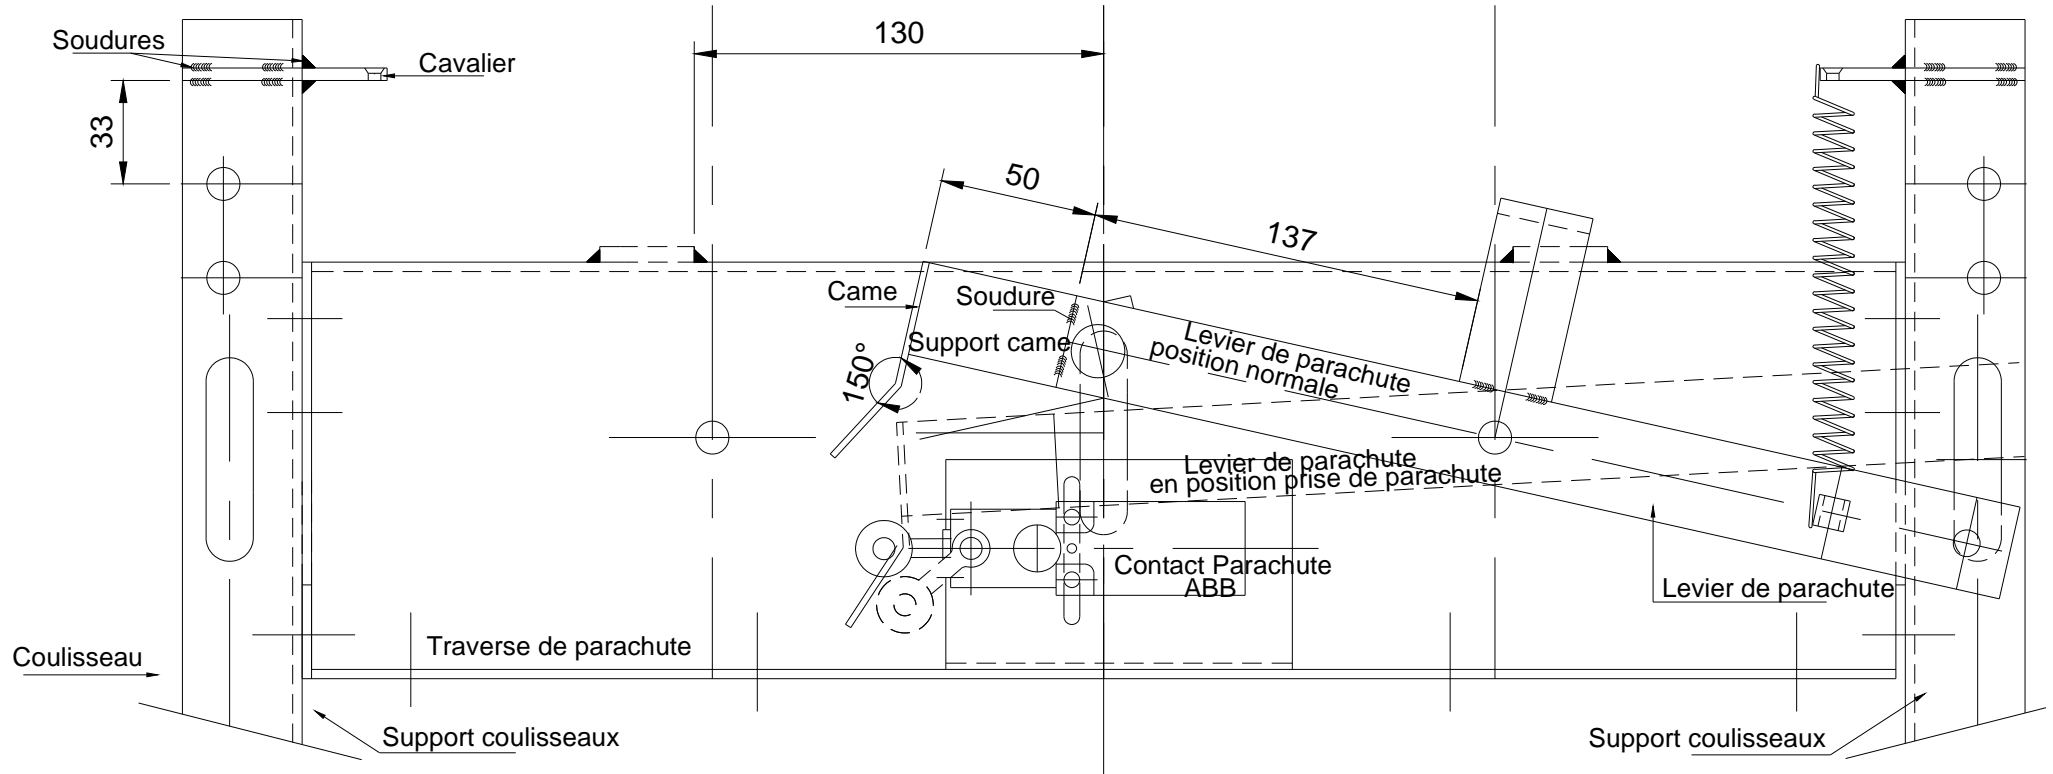 130
Soudures
Cavalier
33
50
137
Came
Soudure
Support came
Levier de parachute
position normale
150°
Levier de parachute
en position prise de parachute
Contact Parachute
ABB
Levier de parachute
Traverse de parachute
Coulisseau
Support coulisseaux
Support coulisseaux